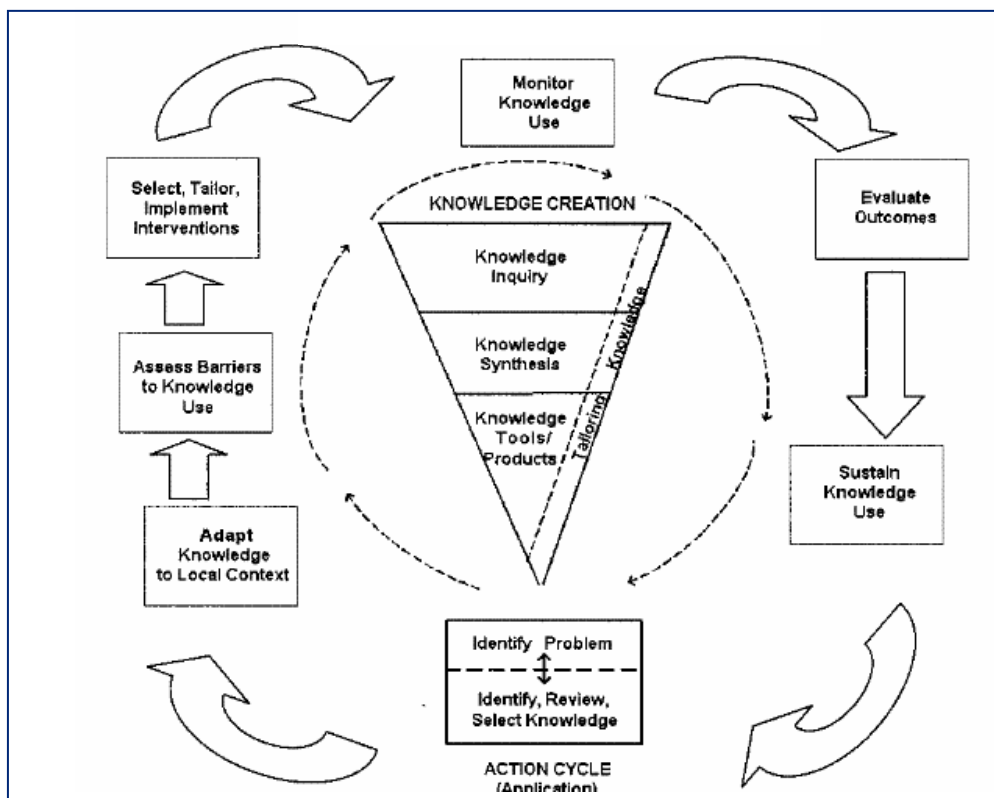 Monitor
Knowledge
Use
Select, Tailor,
Implement
Interventions
Evaluate
Outcomes
KNOWLEDGE CREATION
Knowledge
Inquiry
Knowledge
Synthesis
Knowledge
Tools/
Products
Tailoring Knowledge
Assess Barriers
to Knowledge
Use
Sustain
Knowledge
Use
Adapt
Knowledge
to Local Context
Identify Problem
Identify, Review,
Select Knowledge
ACTION CYCLE
(Application)